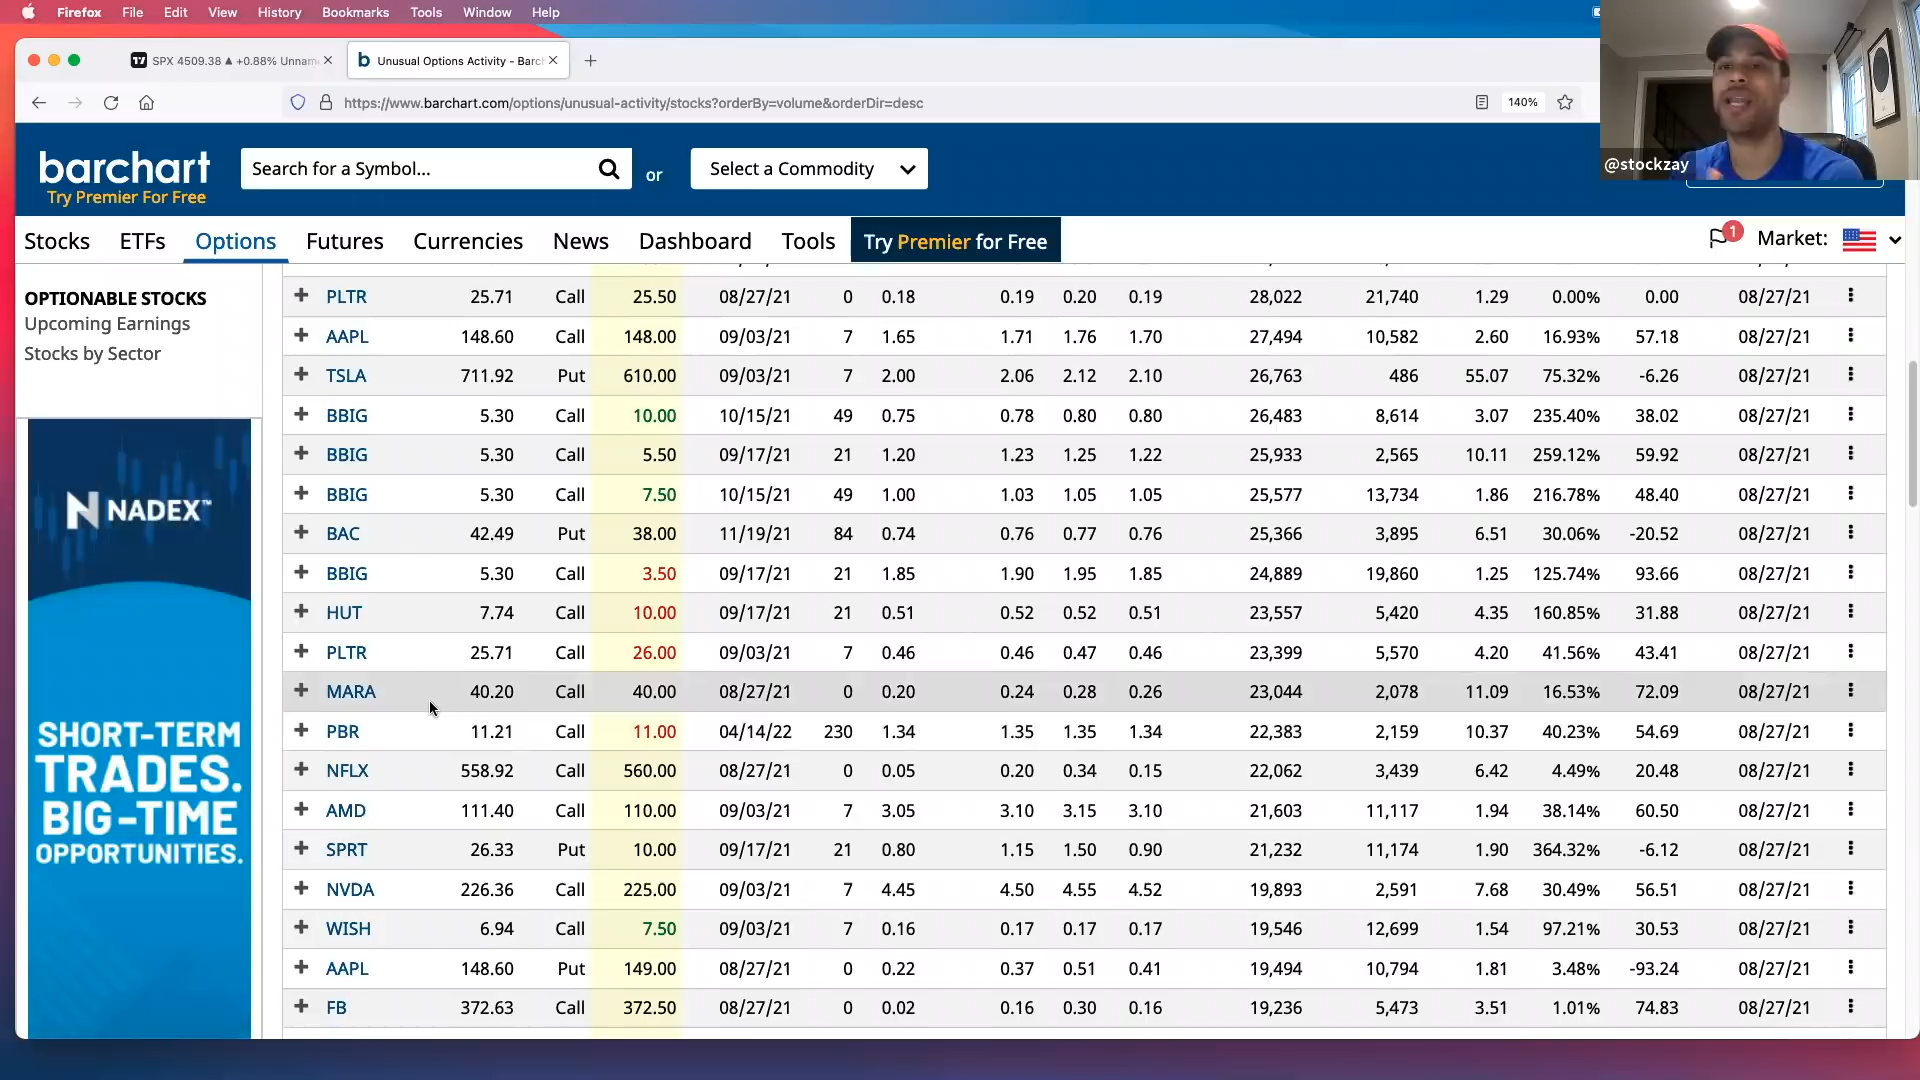 Firefox File Edit View History Bookmarks Tools Window Help
SPX 4509.38 ▲ +0.88% Unnam
Unusual Options Activity - Barc
https://www.barchart.com/options/unusual-activity/stocks?orderBy=volume&orderDir=desc
140%
@stockzay
barchart
Try Premier For Free
Search for a Symbol...
or
Select a Commodity
Stocks ETFs Options Futures Currencies News Dashboard Tools Try Premier for Free
1
Market:
OPTIONABLE STOCKS
Upcoming Earnings
Stocks by Sector
NADEX™
SHORT-TERM
TRADES.
BIG-TIME
OPPORTUNITIES.
PLTR 25.71 Call 25.50 08/27/21 0 0.18 0.19 0.20 0.19 28,022 21,740 1.29 0.00% 0.00 08/27/21
AAPL 148.60 Call 148.00 09/03/21 7 1.65 1.71 1.76 1.70 27,494 10,582 2.60 16.93% 57.18 08/27/21
TSLA 711.92 Put 610.00 09/03/21 7 2.00 2.06 2.12 2.10 26,763 486 55.07 75.32% -6.26 08/27/21
BBIG 5.30 Call 10.00 10/15/21 49 0.75 0.78 0.80 0.80 26,483 8,614 3.07 235.40% 38.02 08/27/21
BBIG 5.30 Call 5.50 09/17/21 21 1.20 1.23 1.25 1.22 25,933 2,565 10.11 259.12% 59.92 08/27/21
BBIG 5.30 Call 7.50 10/15/21 49 1.00 1.03 1.05 1.05 25,577 13,734 1.86 216.78% 48.40 08/27/21
BAC 42.49 Put 38.00 11/19/21 84 0.74 0.76 0.77 0.76 25,366 3,895 6.51 30.06% -20.52 08/27/21
BBIG 5.30 Call 3.50 09/17/21 21 1.85 1.90 1.95 1.85 24,889 19,860 1.25 125.74% 93.66 08/27/21
HUT 7.74 Call 10.00 09/17/21 21 0.51 0.52 0.52 0.51 23,557 5,420 4.35 160.85% 31.88 08/27/21
PLTR 25.71 Call 26.00 09/03/21 7 0.46 0.46 0.47 0.46 23,399 5,570 4.20 41.56% 43.41 08/27/21
MARA 40.20 Call 40.00 08/27/21 0 0.20 0.24 0.28 0.26 23,044 2,078 11.09 16.53% 72.09 08/27/21
PBR 11.21 Call 11.00 04/14/22 230 1.34 1.35 1.35 1.34 22,383 2,159 10.37 40.23% 54.69 08/27/21
NFLX 558.92 Call 560.00 08/27/21 0 0.05 0.20 0.34 0.15 22,062 3,439 6.42 4.49% 20.48 08/27/21
AMD 111.40 Call 110.00 09/03/21 7 3.05 3.10 3.15 3.10 21,603 11,117 1.94 38.14% 60.50 08/27/21
SPRT 26.33 Put 10.00 09/17/21 21 0.80 1.15 1.50 0.90 21,232 11,174 1.90 364.32% -6.12 08/27/21
NVDA 226.36 Call 225.00 09/03/21 7 4.45 4.50 4.55 4.52 19,893 2,591 7.68 30.49% 56.51 08/27/21
WISH 6.94 Call 7.50 09/03/21 7 0.16 0.17 0.17 0.17 19,546 12,699 1.54 97.21% 30.53 08/27/21
AAPL 148.60 Put 149.00 08/27/21 0 0.22 0.37 0.51 0.41 19,494 10,794 1.81 3.48% -93.24 08/27/21
FB 372.63 Call 372.50 08/27/21 0 0.02 0.16 0.30 0.16 19,236 5,473 3.51 1.01% 74.83 08/27/21